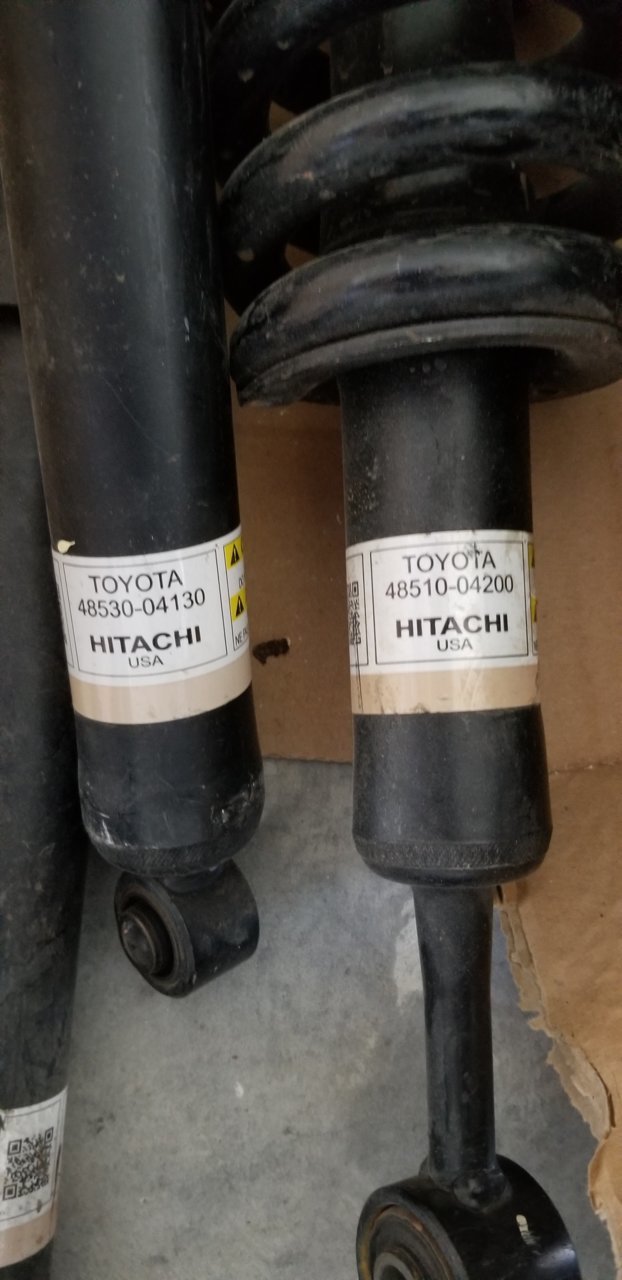 TOYOTA
48530-04130
HITACHI
USA
TOYOTA
48510-04200
HITACHI
USA